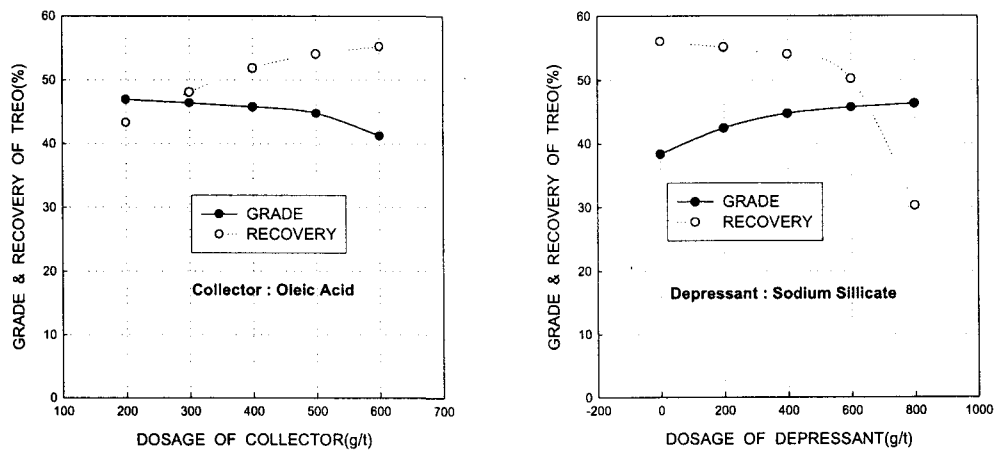 GRADE & RECOVERY OF TREO(%)
60
50
40
30
20
10
0
GRADE
RECOVERY
Collector : Oleic Acid
100 200 300 400 500 600 700
DOSAGE OF COLLECTOR(g/t)
GRADE & RECOVERY OF TREO(%)
60
50
40
30
20
10
0
GRADE
RECOVERY
Depressant : Sodium Sillicate
-200 0 200 400 600 800 1000
DOSAGE OF DEPRESSANT(g/t)